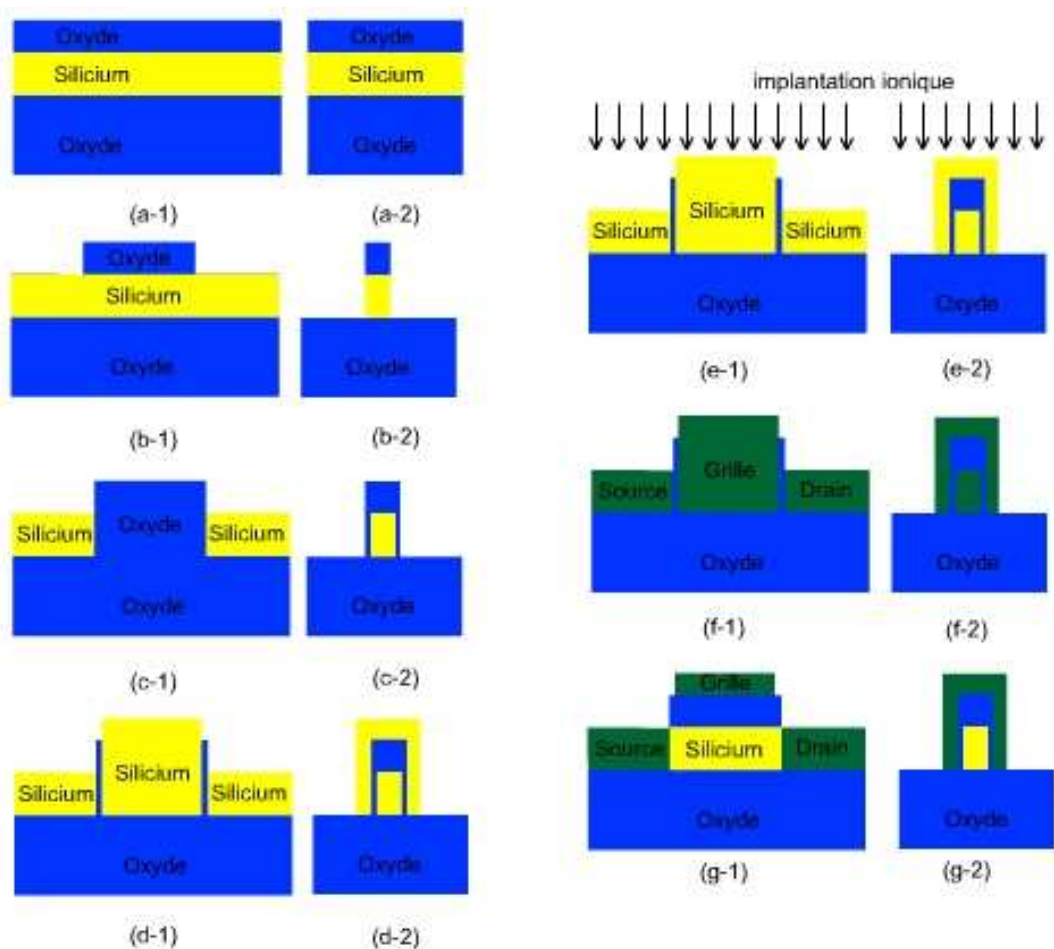 Oxyde
Oxyde
Silicium
Silicium
Oxyde
Oxyde
(a-1)
(a-2)
Oxyde
Silicium
Oxyde
Oxyde
(b-1)
(b-2)
Silicium
Oxyde
Silicium
Oxyde
Oxyde
(c-1)
(c-2)
Silicium
Silicium
Silicium
Oxyde
Oxyde
(d-1)
(d-2)
implantation ionique
Silicium
Silicium
Silicium
Oxyde
Oxyde
(e-1)
(e-2)
Grille
Source
Drain
Oxyde
Oxyde
(f-1)
(f-2)
Grille
Source
Silicium
Drain
Oxyde
Oxyde
(g-1)
(g-2)